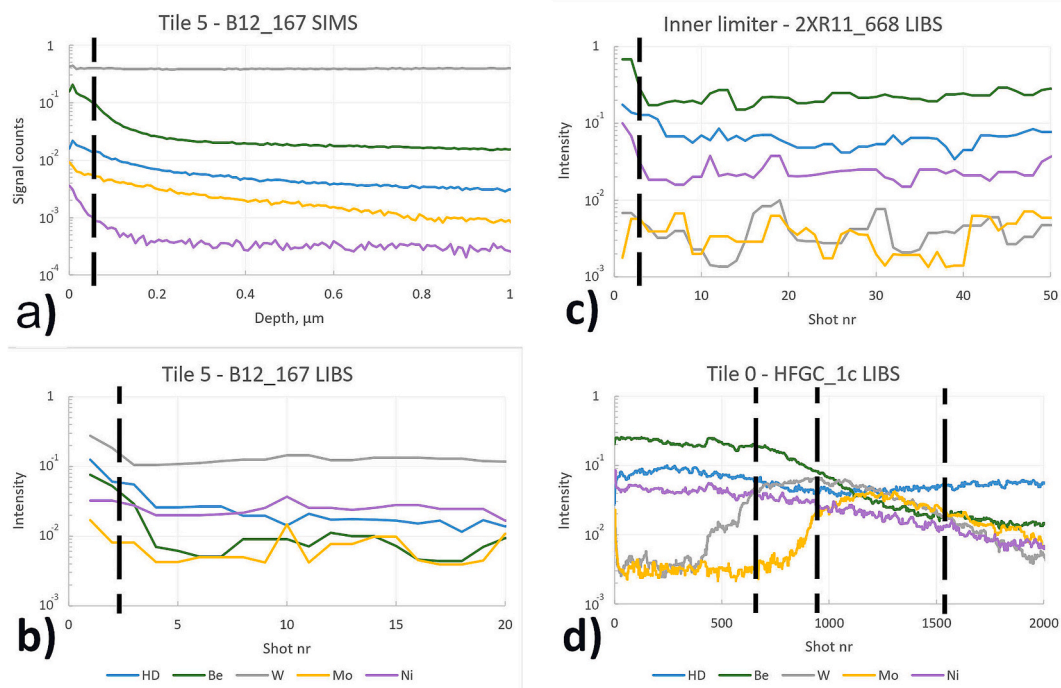 Tile 5 - B12_167 SIMS
1
10-1
10-2
10-3
10-4
Signal counts
0 0.2 0.4 0.6 0.8 1
Depth, µm
a)
Inner limiter - 2XR11_668 LIBS
1
10-1
10-2
10-3
Intensity
0 10 20 30 40 50
Shot nr
c)
Tile 5 - B12_167 LIBS
1
10-1
10-2
10-3
Intensity
0 5 10 15 20
Shot nr
b)
HD Be W Mo Ni
Tile 0 - HFGC_1c LIBS
1
10-1
10-2
10-3
Intensity
0 500 1000 1500 2000
Shot nr
d)
HD Be W Mo Ni